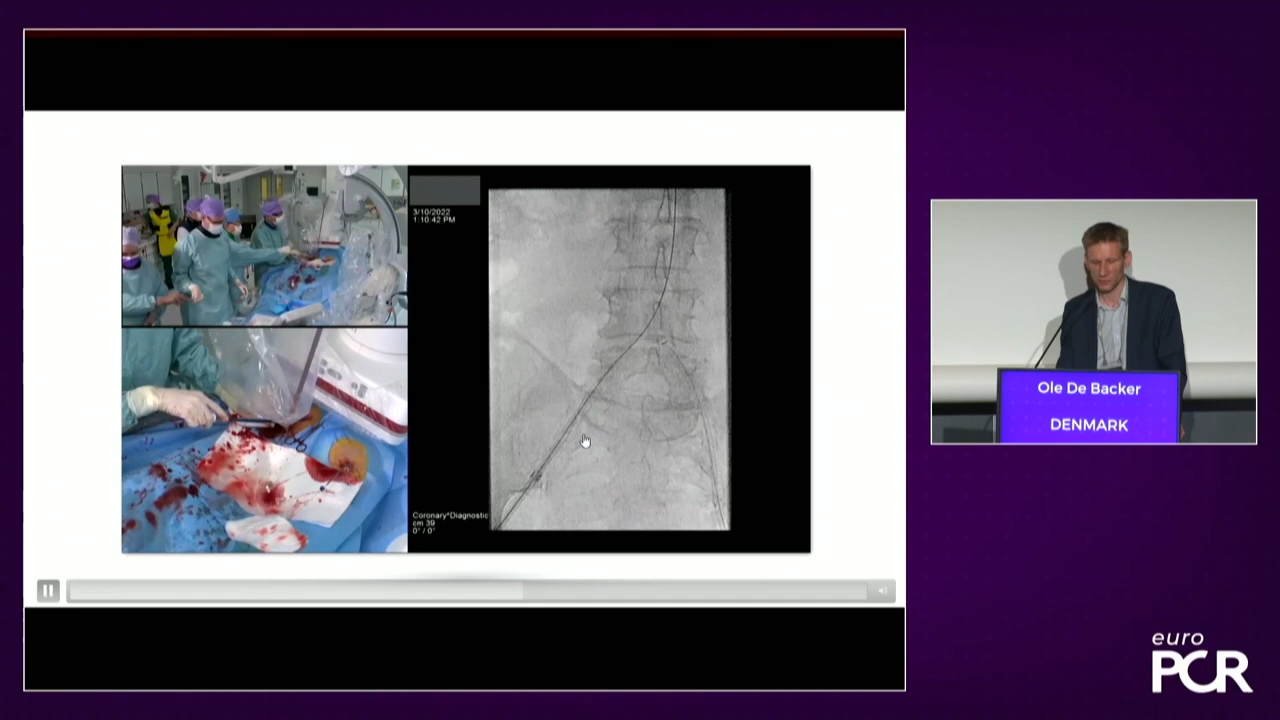 3/10/2022
1:10:42 PM
Coronary^Diagnostic
cm 39
0° / 0°
Ole De Backer
DENMARK
euro
PCR